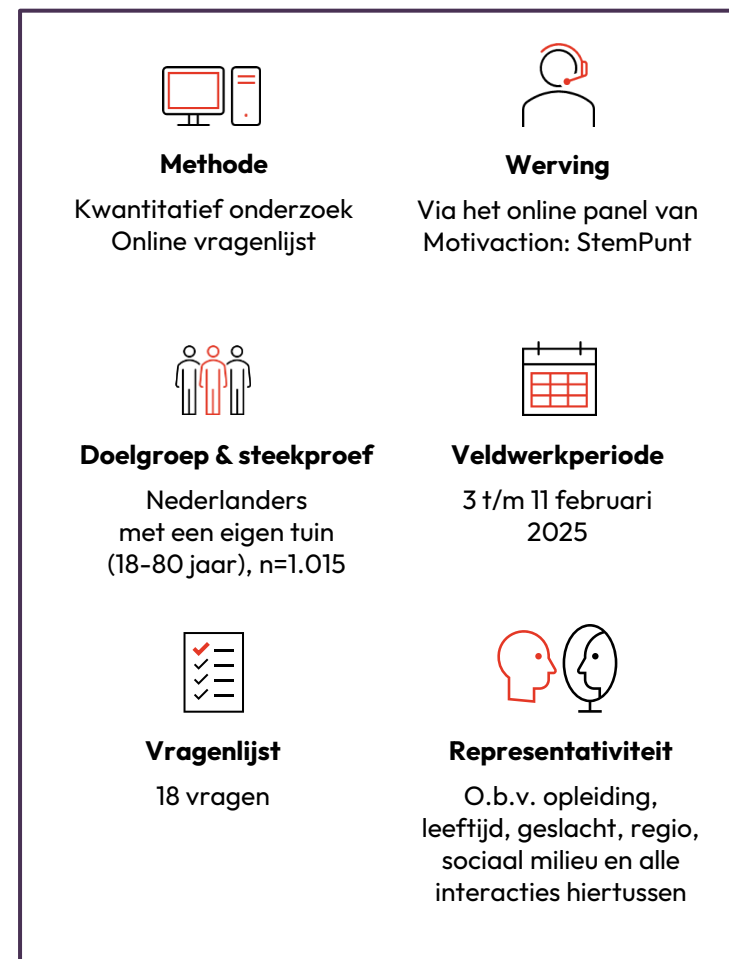 Methode
Kwantitatief onderzoek
Online vragenlijst
Werving
Via het online panel van
Motivaction: StemPunt
Doelgroep & steekproef
Nederlanders
met een eigen tuin
(18-80 jaar), n=1.015
Veldwerkperiode
3 t/m 11 februari
2025
Vragenlijst
18 vragen
Representativiteit
O.b.v. opleiding,
leeftijd, geslacht, regio,
sociaal milieu en alle
interacties hiertussen